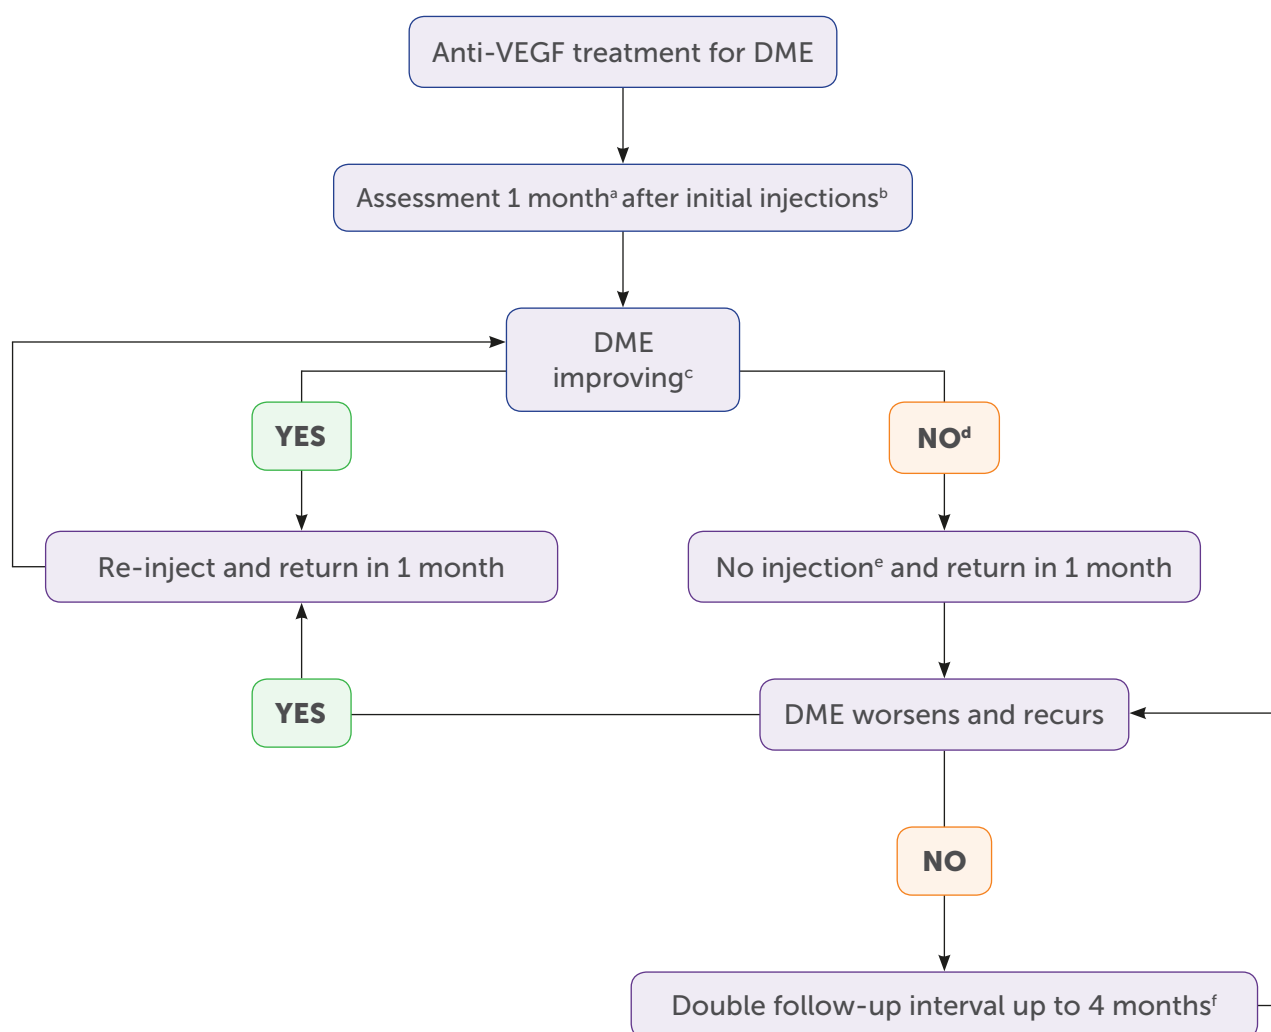 Anti-VEGF treatment for DME
Assessment 1 monthᵃ after initial injectionsᵇ
DME
improvingᶜ
YES
NOᵈ
Re-inject and return in 1 month
No injectionᵉ and return in 1 month
YES
DME worsens and recurs
NO
Double follow-up interval up to 4 monthsᶠ